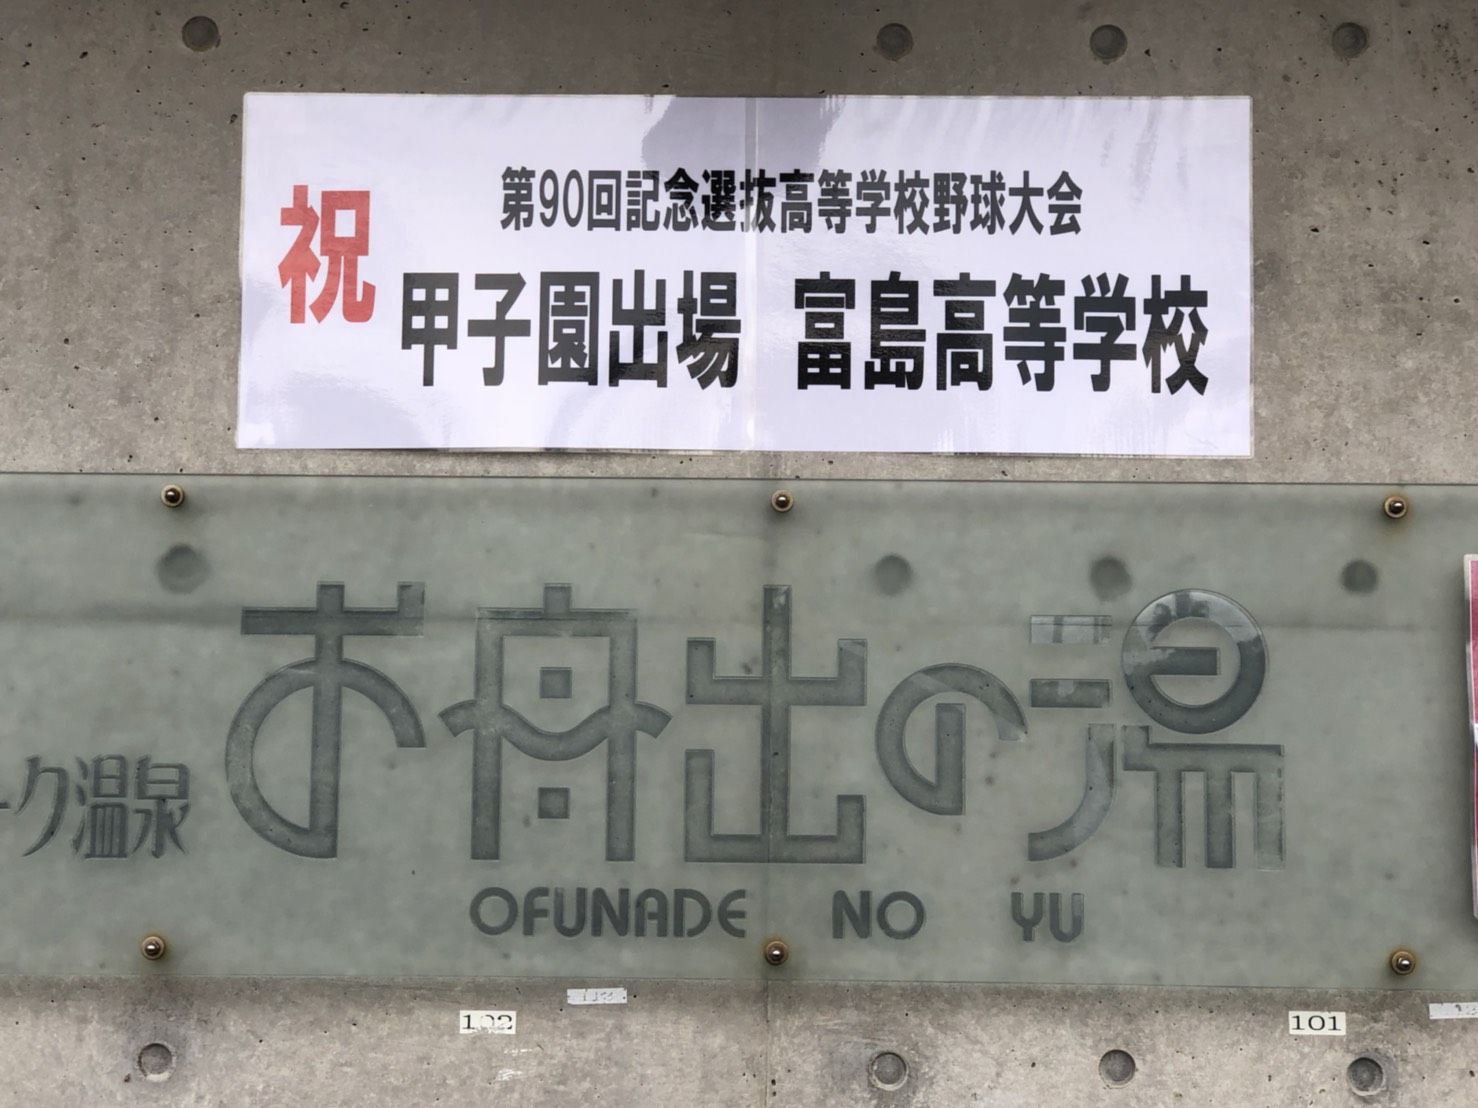 祝
第90回記念選抜高等学校野球大会
甲子園出場 富島高等学校
ーク温泉
お舟出の湯
OFUNADE NO YU
102
101